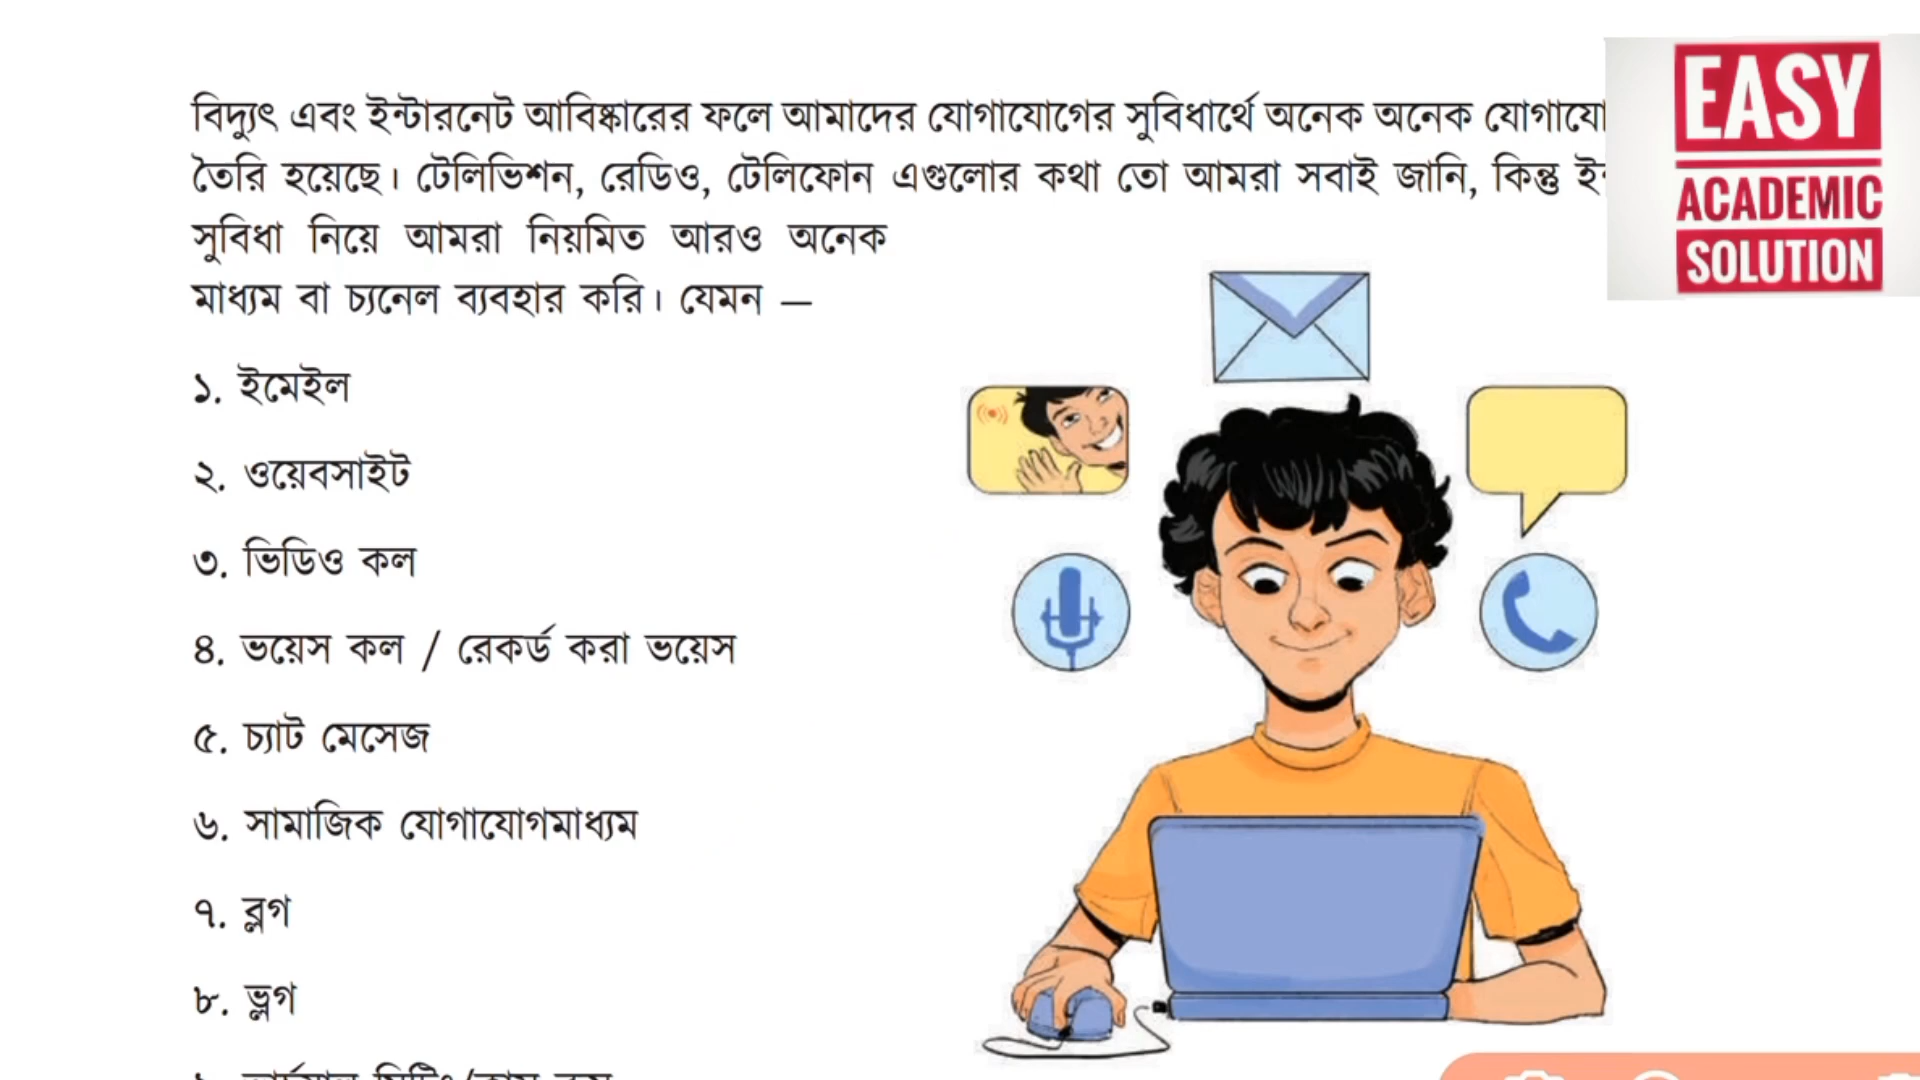 বিদ্যুৎ এবং ইন্টারনেট আবিষ্কারের ফলে আমাদের যোগাযোগের সুবিধার্থে অনেক অনেক
তৈরি হয়েছে। টেলিভিশন, রেডিও, টেলিফোন এগুলোর কথা তো আমরা সবাই জানি, কিন্তু
সুবিধা নিয়ে আমরা নিয়মিত আরও অনেক
মাধ্যম বা চ্যনেল ব্যবহার করি। যেমন —
১. ইমেইল
২. ওয়েবসাইট
৩. ভিডিও কল
৪. ভয়েস কল / রেকর্ড করা ভয়েস
৫. চ্যাট মেসেজ
৬. সামাজিক যোগাযোগমাধ্যম
৭. ব্লগ
৮. ভ্লগ
EASY
ACADEMIC
SOLUTION